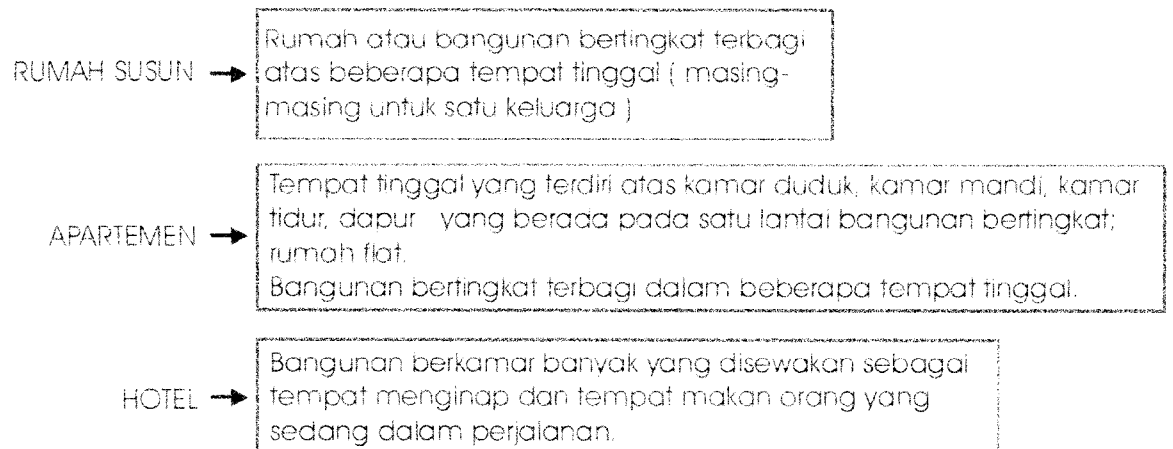 Rumah atau bangunan bertingkat terbagi
RUMAH SUSUN → atas beberapa tempat tinggal ( masing-
masing untuk satu keluarga )
Tempat tinggal yang terdiri atas kamar duduk, kamar mandi, kamar
tidur, dapur yang berada pada satu lantai bangunan bertingkat;
APARTEMEN →
rumah flat.
Bangunan bertingkat terbagi dalam beberapa tempat tinggal.
Bangunan berkamar banyak yang disewakan sebagai
HOTEL → tempat menginap dan tempat makan orang yang
sedang dalam perjalanan.